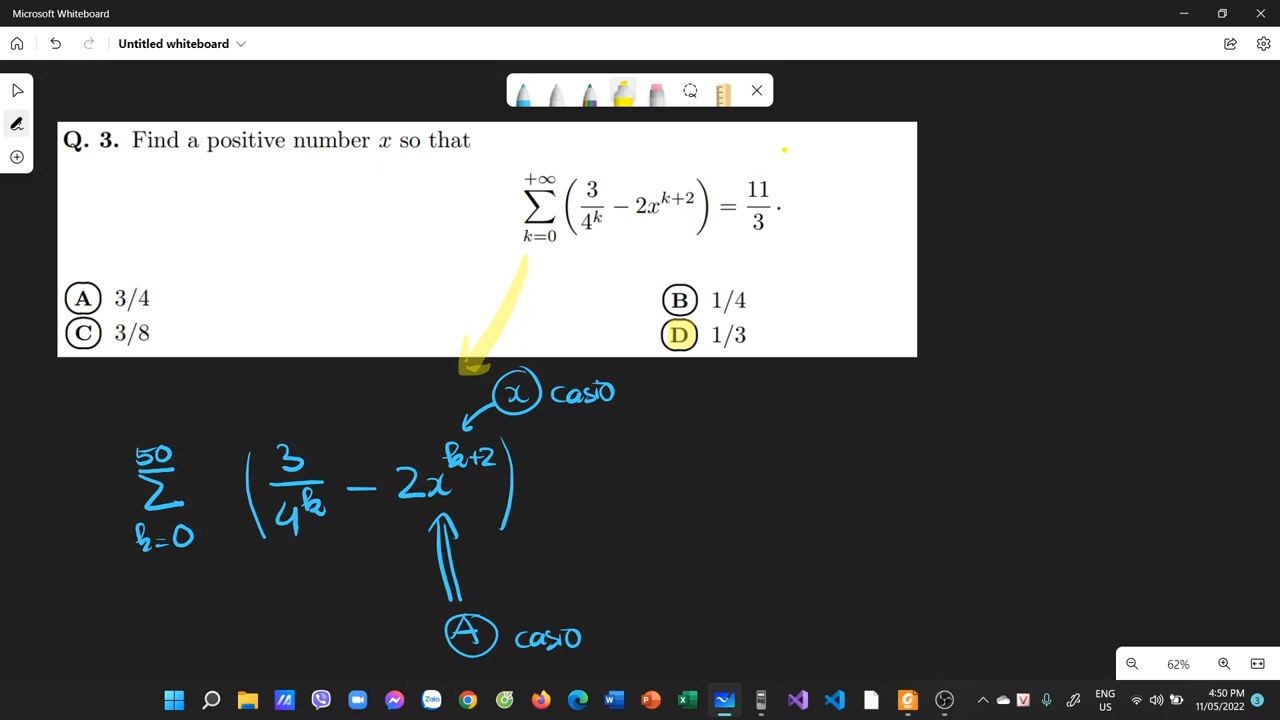 Microsoft Whiteboard
Untitled whiteboard
Q. 3. Find a positive number x so that
+∞
∑ ( 3/4^k − 2x^{k+2} ) = 11/3 .
k=0
A 3/4
B 1/4
C 3/8
D 1/3
x casio
50
∑ ( 3/4^k − 2x^{k+2} )
k=0
A casio
62%
ENG
US
4:50 PM
11/05/2022
3